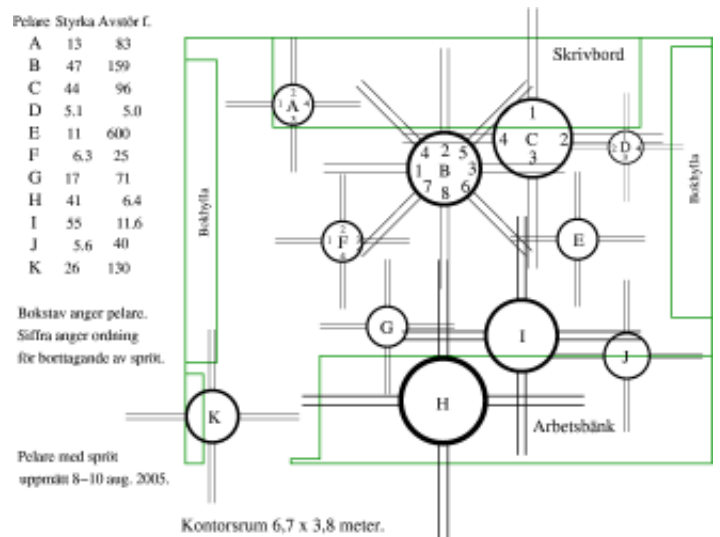 Pelare Styrka Avstör f.
A 13 83
B 47 159
C 44 96
D 5.1 5.0
E 11 600
F 6.3 25
G 17 71
H 41 6.4
I 55 11.6
J 5.6 40
K 26 130
Bokstav anger pelare.
Siffra anger ordning
för borttagande av spröt.
Pelare med spröt
uppmätt 8–10 aug. 2005.
Kontorsrum 6,7 x 3,8 meter.
Skrivbord
Bokhylla
Bokhylla
Arbetsbänk
2
1 A 4
3
1
4 C 2
3
4 2 5
1 B 3
7 8 6
2 D 4
3
2
1 F
4
E
G
I
J
H
K